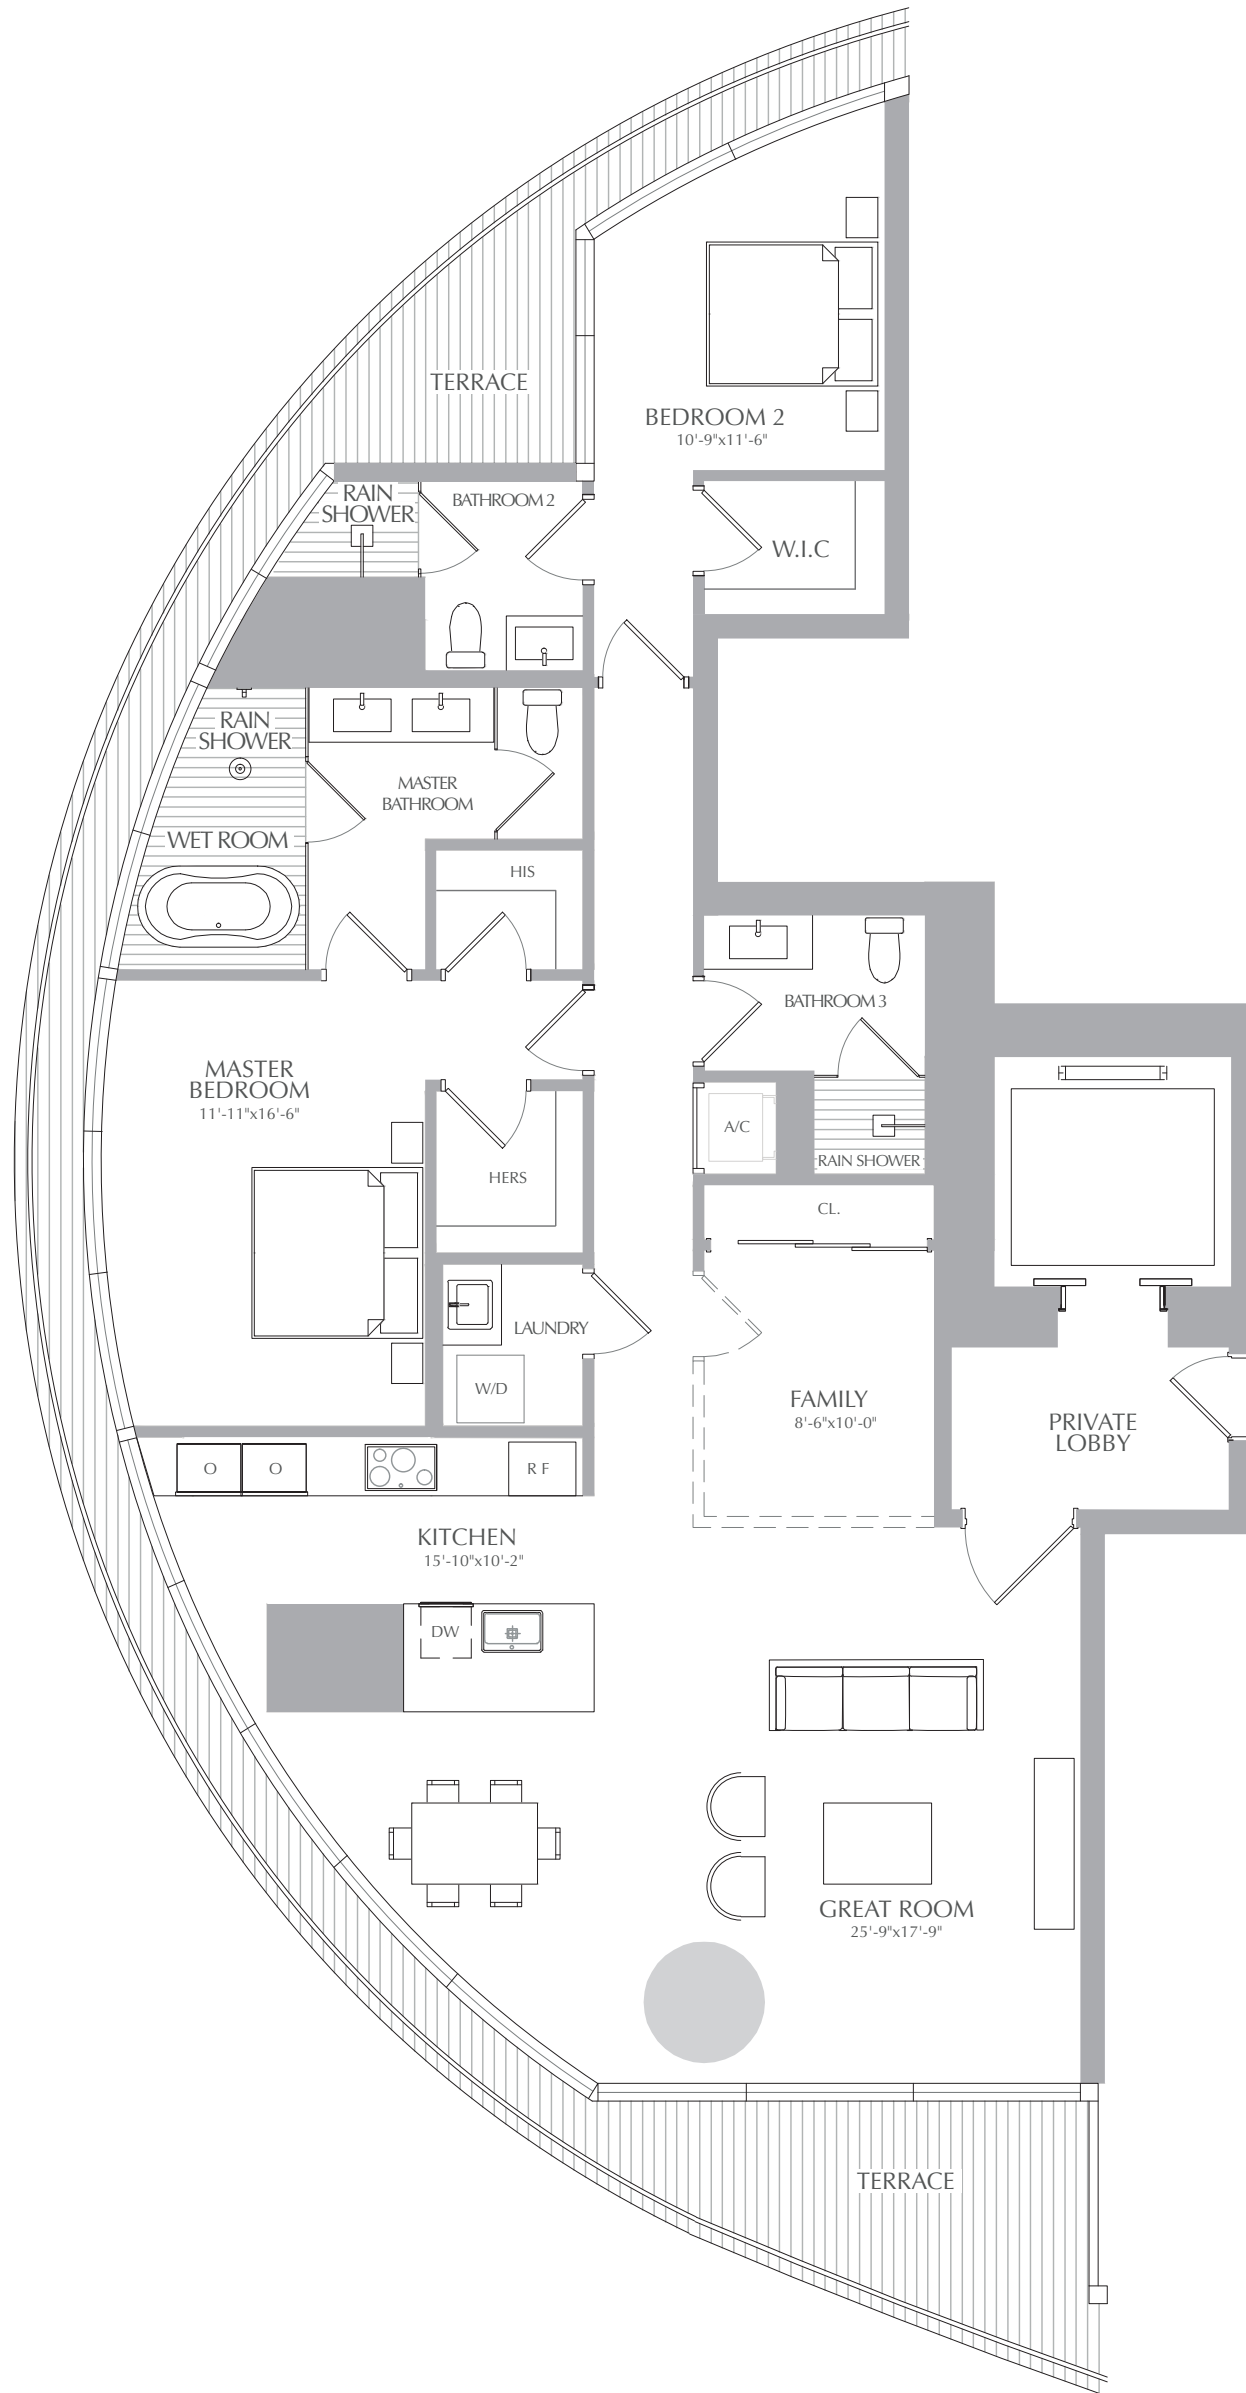 TERRACE
BEDROOM 2
10'-9"x11'-6"
RAIN
SHOWER
BATHROOM 2
W.I.C
RAIN
SHOWER
MASTER
BATHROOM
WET ROOM
HIS
BATHROOM 3
MASTER
BEDROOM
11'-11"x16'-6"
A/C
RAIN SHOWER
HERS
CL.
LAUNDRY
W/D
FAMILY
8'-6"x10'-0"
PRIVATE
LOBBY
O
O
R F
KITCHEN
15'-10"x10'-2"
DW
GREAT ROOM
25'-9"x17'-9"
TERRACE